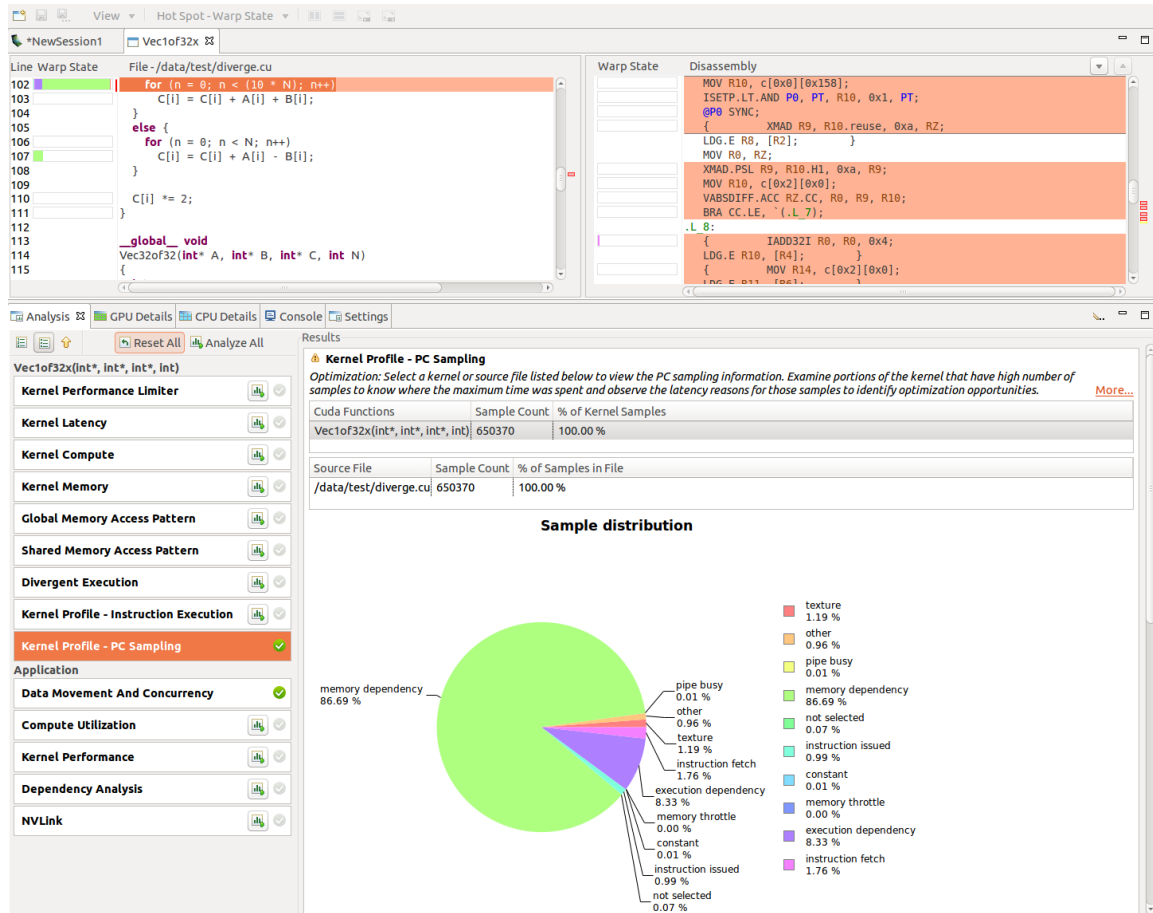 View Hot Spot - Warp State
*NewSession1 Vec1of32x
Line Warp State File - /data/test/diverge.cu
102 for (n = 0; n < (10 * N); n++)
103 C[i] = C[i] + A[i] + B[i];
104 }
105 else {
106 for (n = 0; n < N; n++)
107 C[i] = C[i] + A[i] - B[i];
108 }
109
110 C[i] *= 2;
111 }
112
113 __global__ void
114 Vec32of32(int* A, int* B, int* C, int N)
115 {
Warp State Disassembly
MOV R10, c[0x0][0x158];
ISETP.LT.AND P0, PT, R10, 0x1, PT;
@P0 SYNC;
{ XMAD R9, R10.reuse, 0xa, RZ;
LDG.E R8, [R2]; }
MOV R0, RZ;
XMAD.PSL R9, R10.H1, 0xa, R9;
MOV R10, c[0x2][0x0];
VABSDIFF.ACC RZ.CC, R0, R9, R10;
BRA CC.LE, `(.L_7);
.L_8:
{ IADD32I R0, R0, 0x4;
LDG.E R10, [R4]; }
{ MOV R14, c[0x2][0x0];
LDG.E R11, [R6]; }
Analysis GPU Details CPU Details Console Settings
Reset All Analyze All
Vec1of32x(int*, int*, int*, int)
Kernel Performance Limiter
Kernel Latency
Kernel Compute
Kernel Memory
Global Memory Access Pattern
Shared Memory Access Pattern
Divergent Execution
Kernel Profile - Instruction Execution
Kernel Profile - PC Sampling
Application
Data Movement And Concurrency
Compute Utilization
Kernel Performance
Dependency Analysis
NVLink
Results
Kernel Profile - PC Sampling
Optimization: Select a kernel or source file listed below to view the PC sampling information. Examine portions of the kernel that have high number of
samples to know where the maximum time was spent and observe the latency reasons for those samples to identify optimization opportunities. More...
Cuda Functions Sample Count % of Kernel Samples
Vec1of32x(int*, int*, int*, int) 650370 100.00 %
Source File Sample Count % of Samples in File
/data/test/diverge.cu 650370 100.00 %
Sample distribution
memory dependency
86.69 %
pipe busy
0.01 %
other
0.96 %
texture
1.19 %
instruction fetch
1.76 %
execution dependency
8.33 %
memory throttle
0.00 %
constant
0.01 %
instruction issued
0.99 %
not selected
0.07 %
texture
1.19 %
other
0.96 %
pipe busy
0.01 %
memory dependency
86.69 %
not selected
0.07 %
instruction issued
0.99 %
constant
0.01 %
memory throttle
0.00 %
execution dependency
8.33 %
instruction fetch
1.76 %